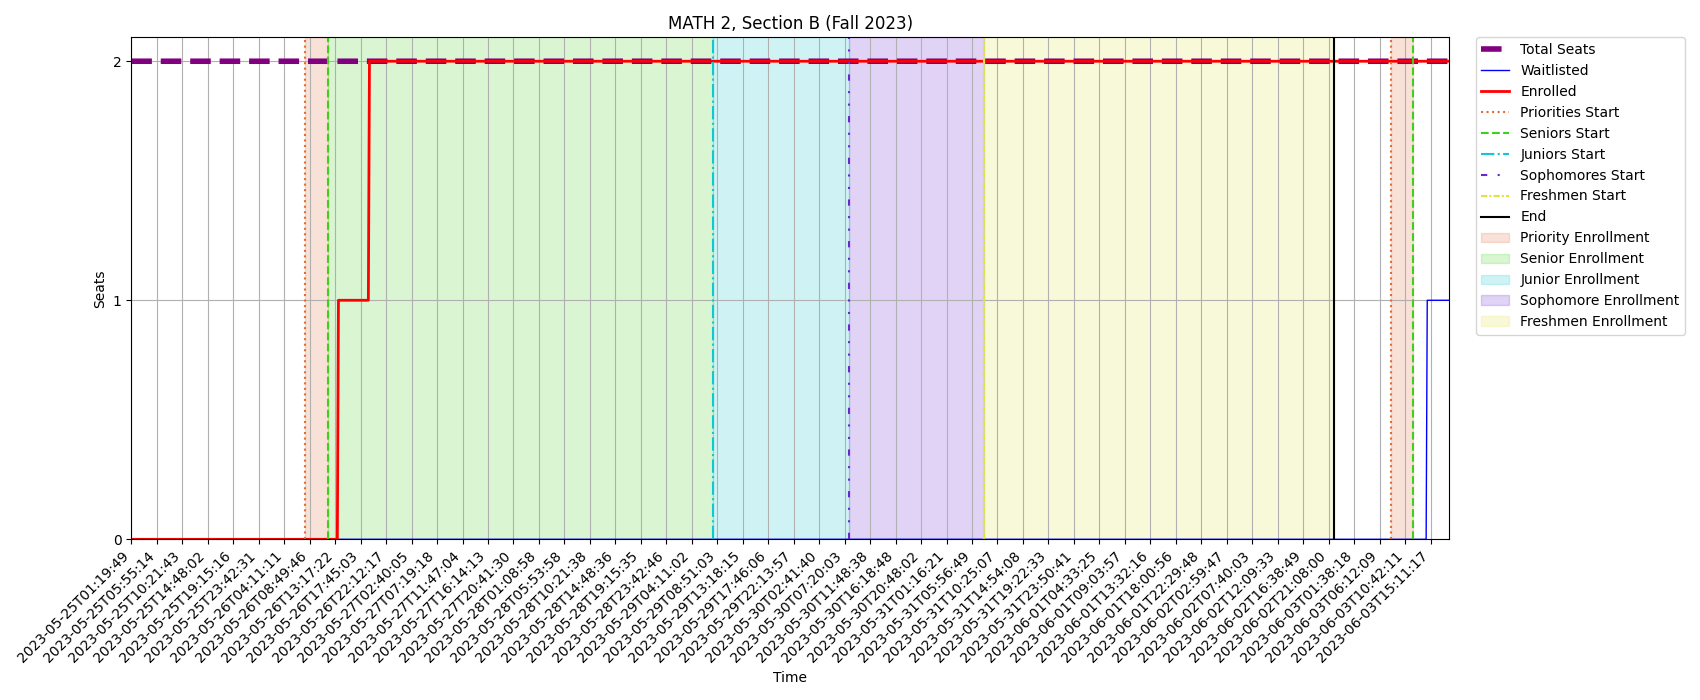 MATH 2, Section B (Fall 2023)
Seats
2
1
0
2023-05-25T01:19:49
2023-05-25T05:55:14
2023-05-25T10:21:43
2023-05-25T14:48:02
2023-05-25T19:15:16
2023-05-25T23:42:31
2023-05-26T04:11:11
2023-05-26T08:49:46
2023-05-26T13:17:22
2023-05-26T17:45:03
2023-05-26T22:12:17
2023-05-27T02:40:05
2023-05-27T07:19:18
2023-05-27T11:47:04
2023-05-27T16:14:13
2023-05-27T20:41:30
2023-05-28T01:08:58
2023-05-28T05:53:58
2023-05-28T10:21:38
2023-05-28T14:48:36
2023-05-28T19:15:35
2023-05-28T23:42:46
2023-05-29T04:11:02
2023-05-29T08:51:03
2023-05-29T13:18:15
2023-05-29T17:46:06
2023-05-29T22:13:57
2023-05-30T02:41:40
2023-05-30T07:20:03
2023-05-30T11:48:38
2023-05-30T16:18:48
2023-05-30T20:48:02
2023-05-31T01:16:21
2023-05-31T05:56:49
2023-05-31T10:25:07
2023-05-31T14:54:08
2023-05-31T19:22:33
2023-05-31T23:50:41
2023-06-01T04:33:25
2023-06-01T09:03:57
2023-06-01T13:32:16
2023-06-01T18:00:56
2023-06-01T22:29:48
2023-06-02T02:59:47
2023-06-02T07:40:03
2023-06-02T12:09:33
2023-06-02T16:38:49
2023-06-02T21:08:00
2023-06-03T01:38:18
2023-06-03T06:12:09
2023-06-03T10:42:11
2023-06-03T15:11:17
Time
Total Seats
Waitlisted
Enrolled
Priorities Start
Seniors Start
Juniors Start
Sophomores Start
Freshmen Start
End
Priority Enrollment
Senior Enrollment
Junior Enrollment
Sophomore Enrollment
Freshmen Enrollment